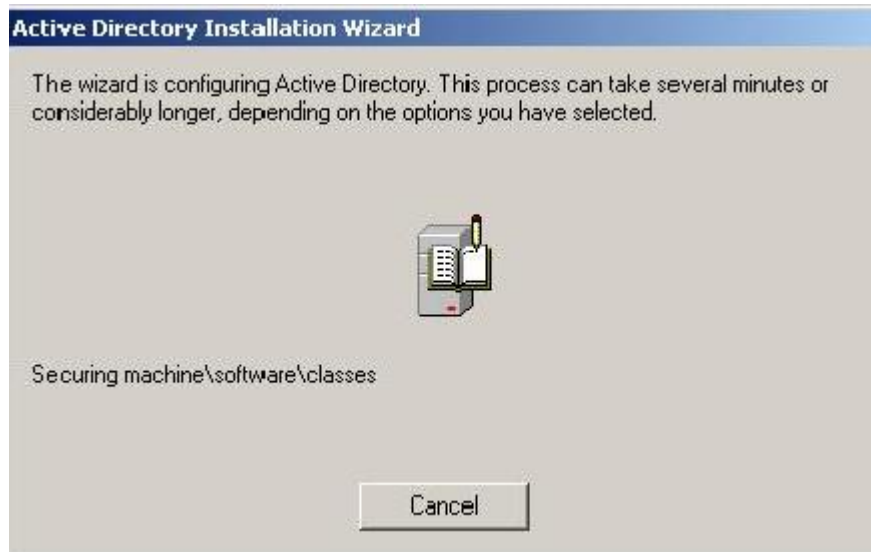 Active Directory Installation Wizard
The wizard is configuring Active Directory. This process can take several minutes or
considerably longer, depending on the options you have selected.
Securing machine\software\classes
Cancel